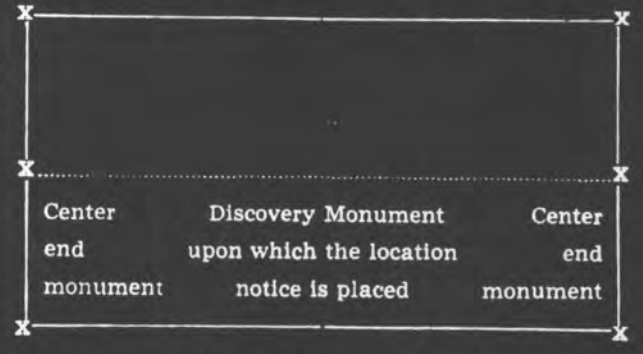 X X
X X
Center Discovery Monument Center
end upon which the location end
monument notice is placed monument
X X